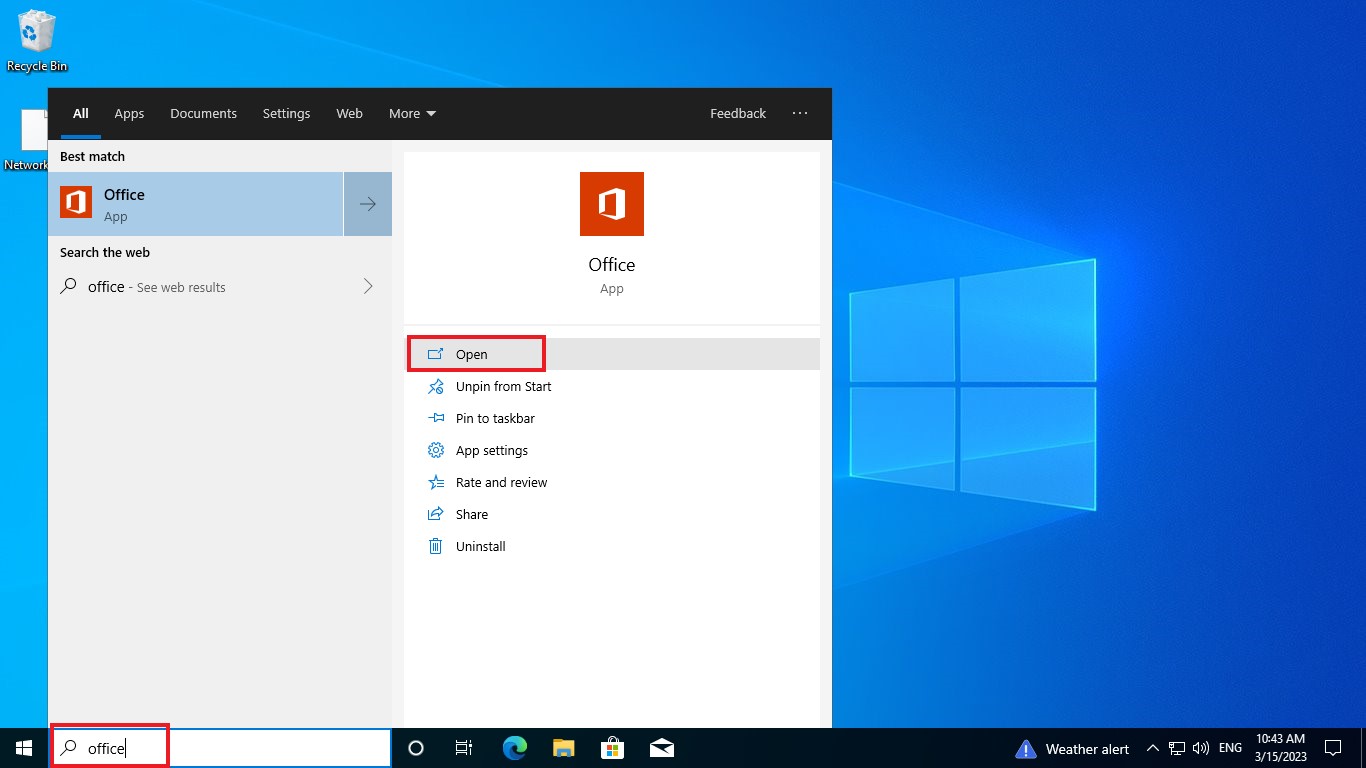 Recycle Bin
Network
All Apps Documents Settings Web More Feedback ···
Best match
Office
App
Search the web
office - See web results
Office
App
Open
Unpin from Start
Pin to taskbar
App settings
Rate and review
Share
Uninstall
office
Weather alert
ENG
10:43 AM
3/15/2023